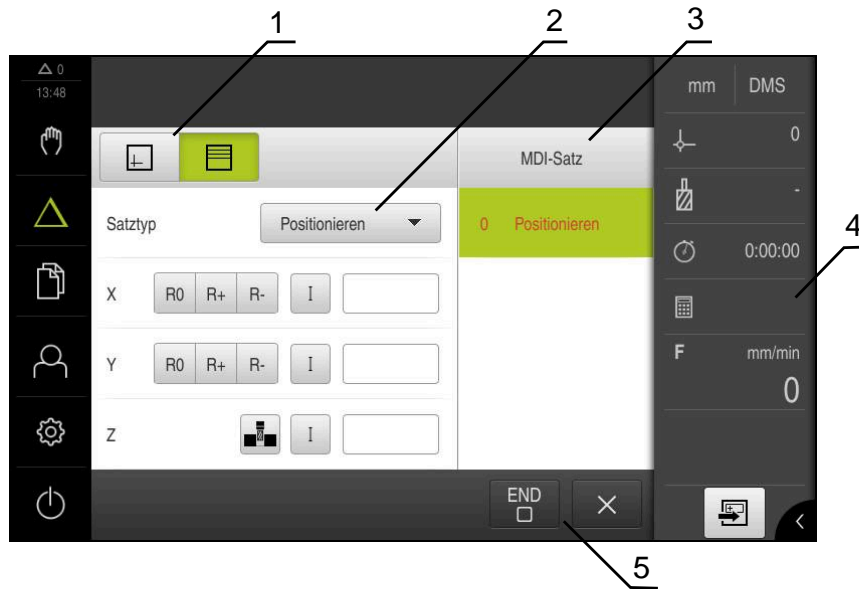 1 2 3
0
13:48
mm DMS
0
MDI-Satz
-
Satztyp Positionieren
0 Positionieren
4
0:00:00
X R0 R+ R- I
F mm/min
Y R0 R+ R- I
0
Z I
END
5